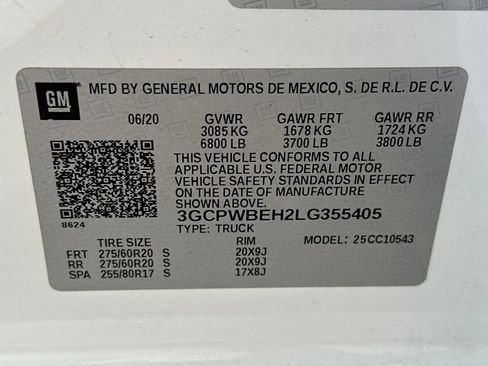 GM
MFD BY GENERAL MOTORS DE MEXICO, S. DE R.L. DE C.V.
06/20 GVWR GAWR FRT GAWR RR
3085 KG 1678 KG 1724 KG
6800 LB 3700 LB 3800 LB
THIS VEHICLE CONFORMS TO ALL
APPLICABLE U.S. FEDERAL MOTOR
VEHICLE SAFETY STANDARDS IN EFFECT
ON THE DATE OF MANUFACTURE
SHOWN ABOVE.
8624
3GCPWBEH2LG355405
TYPE: TRUCK MODEL: 25CC10543
TIRE SIZE RIM
FRT 275/60R20 S 20X9J
RR 275/60R20 S 20X9J
SPA 255/80R17 S 17X8J